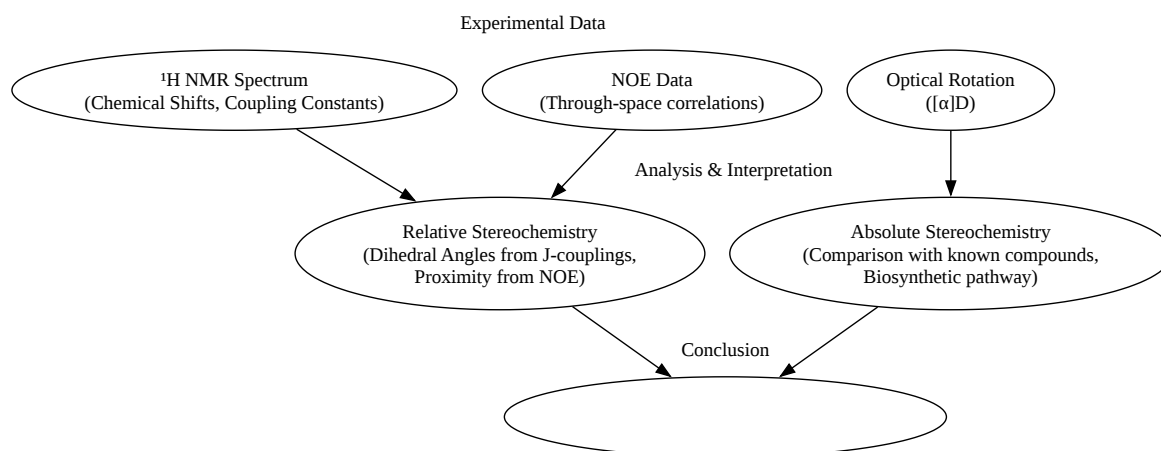 Experimental Data
¹H NMR Spectrum
(Chemical Shifts, Coupling Constants)
NOE Data
(Through-space correlations)
Optical Rotation
([α]D)
Analysis & Interpretation
Relative Stereochemistry
(Dihedral Angles from J-couplings,
Proximity from NOE)
Absolute Stereochemistry
(Comparison with known compounds,
Biosynthetic pathway)
Conclusion